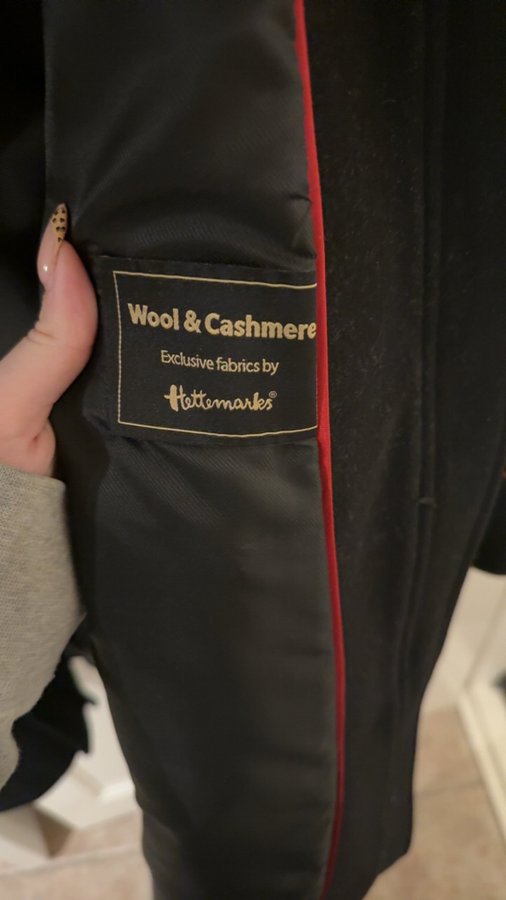 Wool & Cashmere
Exclusive fabrics by
Hettemarks®